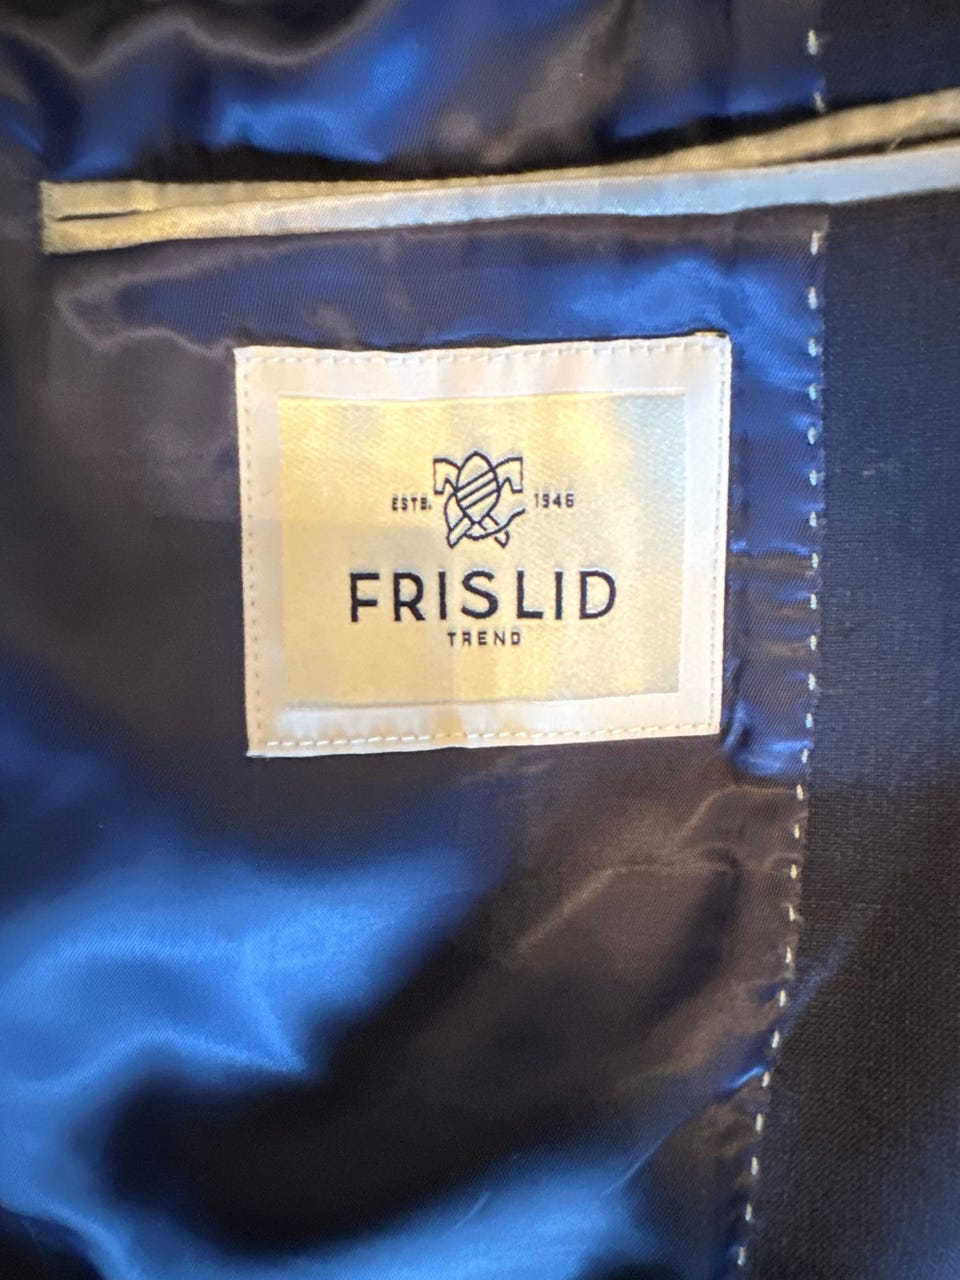 ESTB. 1946
FRISLID
TREND